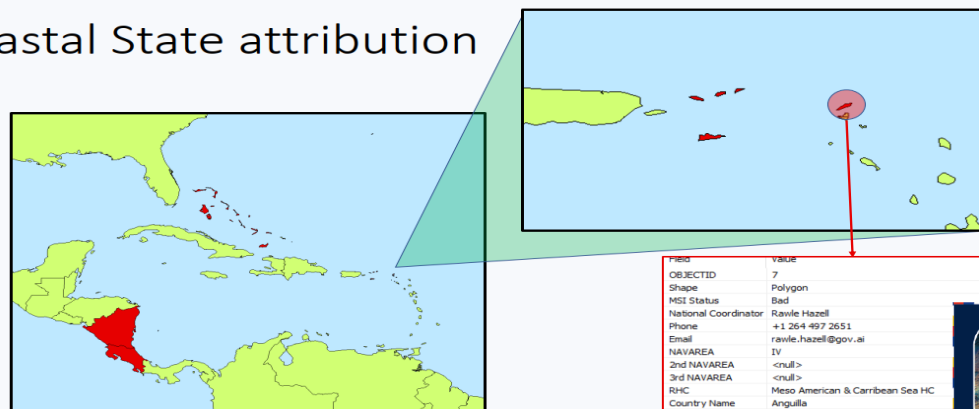 astal State attribution
Field Value
OBJECTID 7
Shape Polygon
MSI Status Bad
National Coordinator Rawle Hazell
Phone +1 264 497 2651
Email rawle.hazell@gov.ai
NAVAREA IV
2nd NAVAREA <null>
3rd NAVAREA <null>
RHC Meso American & Carribean Sea HC
Country Name Anguilla